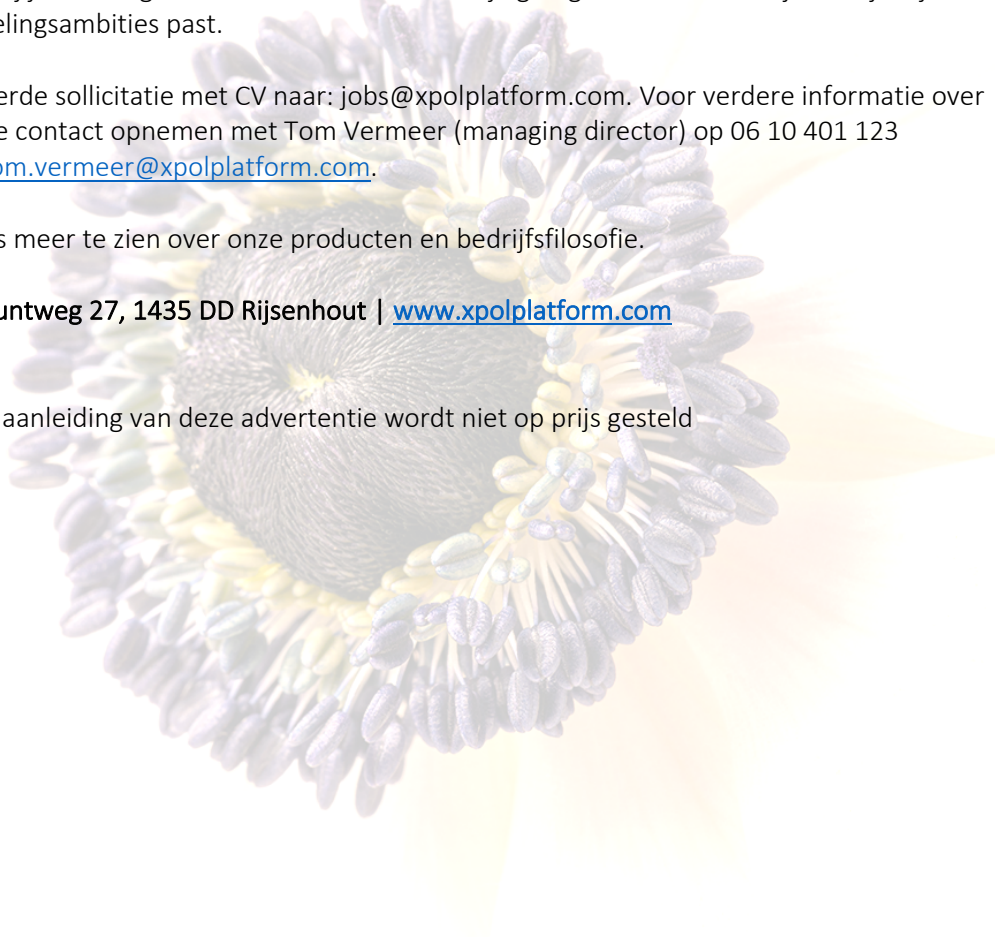 elingsambities past.
erde sollicitatie met CV naar: jobs@xpolplatform.com. Voor verdere informatie over
e contact opnemen met Tom Vermeer (managing director) op 06 10 401 123
om.vermeer@xpolplatform.com.
s meer te zien over onze producten en bedrijfsfilosofie.
untweg 27, 1435 DD Rijsenhout | www.xpolplatform.com
aanleiding van deze advertentie wordt niet op prijs gesteld